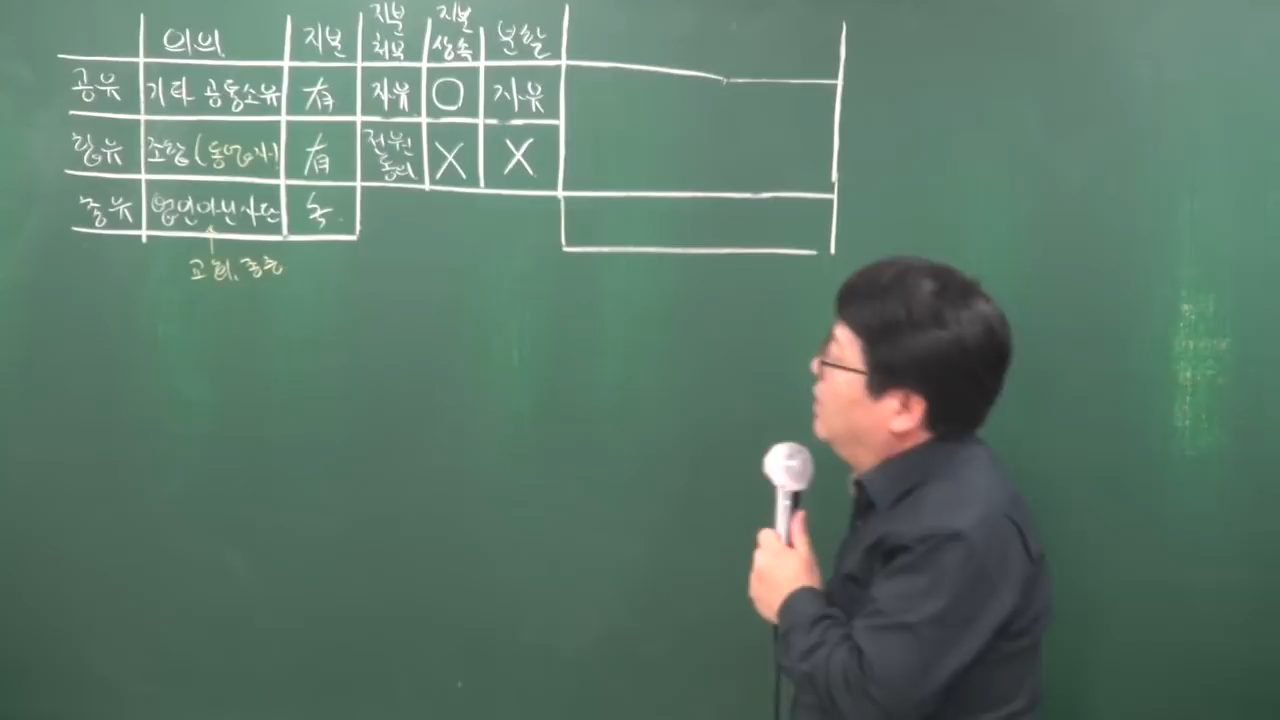 의의 지분 지분처분 지분상속 분할
공유 기타 공동소유 有 자유 ○ 자유
합유 조합(동업자) 有 전원동의 X X
총유 법인아닌사단
교회, 종중